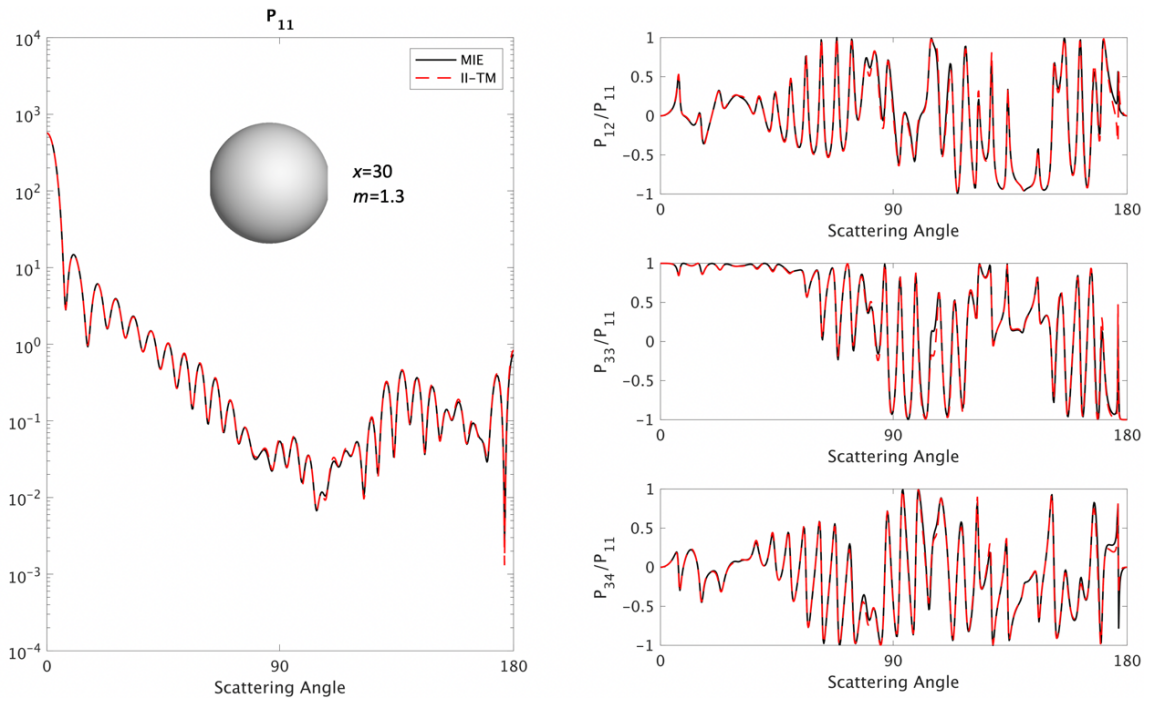 P11
10^4
10^3
10^2
10^1
10^0
10^-1
10^-2
10^-3
10^-4
MIE
II-TM
x=30
m=1.3
0 90 180
Scattering Angle
P12/P11
1
0.5
0
-0.5
-1
0 90 180
Scattering Angle
P33/P11
1
0.5
0
-0.5
-1
0 90 180
Scattering Angle
P34/P11
1
0.5
0
-0.5
-1
0 90 180
Scattering Angle